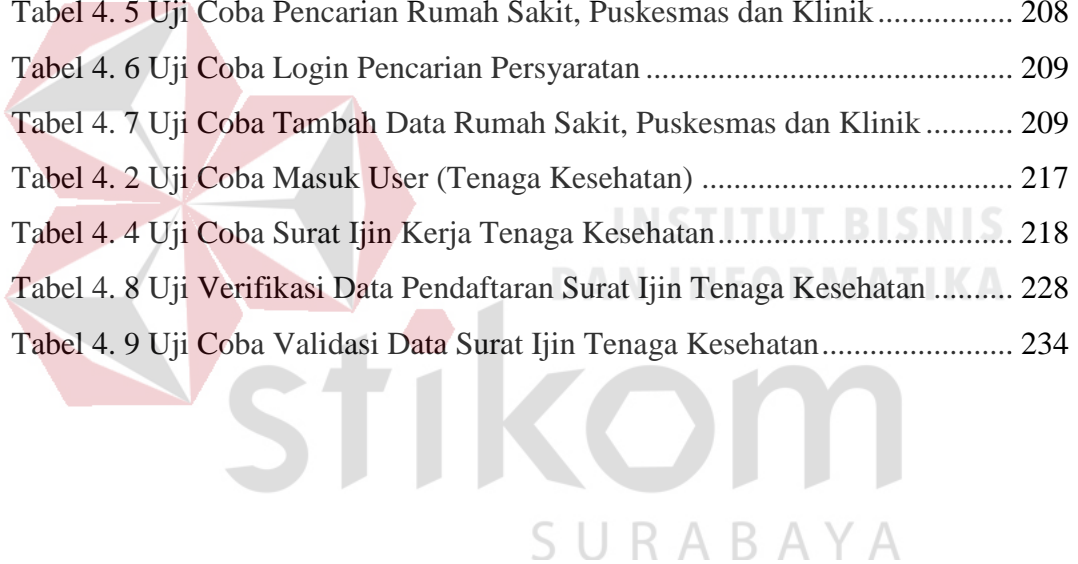 Tabel 4. 5 Uji Coba Pencarian Rumah Sakit, Puskesmas dan Klinik ................. 208
Tabel 4. 6 Uji Coba Login Pencarian Persyaratan ............................................. 209
Tabel 4. 7 Uji Coba Tambah Data Rumah Sakit, Puskesmas dan Klinik ........... 209
Tabel 4. 2 Uji Coba Masuk User (Tenaga Kesehatan) ...................................... 217
INSTITUT BISNIS
Tabel 4. 4 Uji Coba Surat Ijin Kerja Tenaga Kesehatan.................................... 218
DAN INFORMATIKA
Tabel 4. 8 Uji Verifikasi Data Pendaftaran Surat Ijin Tenaga Kesehatan .......... 228
Tabel 4. 9 Uji Coba Validasi Data Surat Ijin Tenaga Kesehatan....................... 234
stikom
SURABAYA